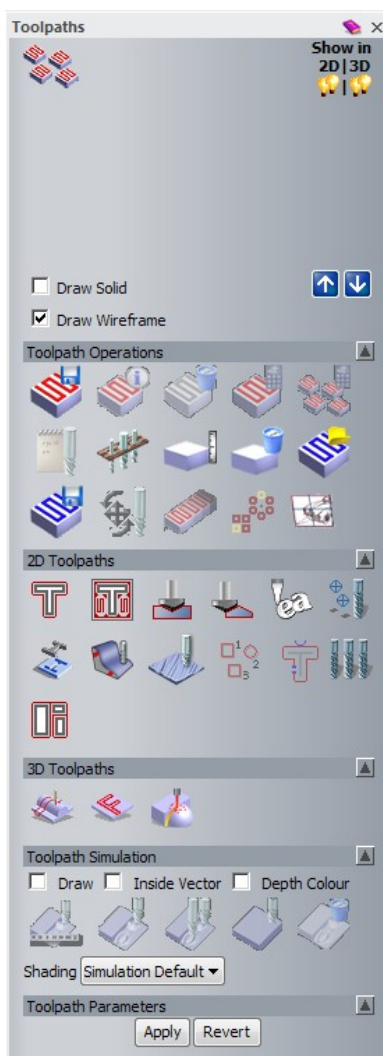 Toolpaths
Show in
2D|3D
Draw Solid
Draw Wireframe
Toolpath Operations
2D Toolpaths
3D Toolpaths
Toolpath Simulation
Draw Inside Vector Depth Colour
Shading Simulation Default
Toolpath Parameters
Apply Revert